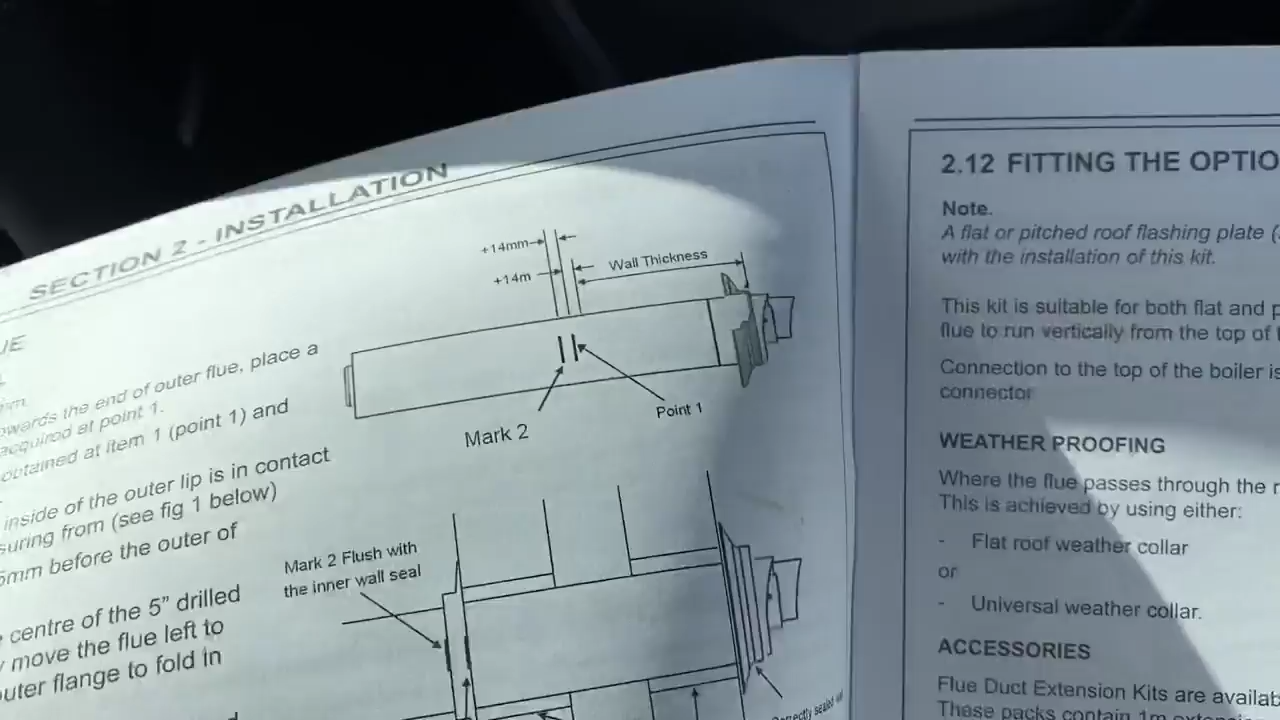 SECTION 2 - INSTALLATION
+14mm
+14m
Wall Thickness
Point 1
Mark 2
UE
mm
owards the end of outer flue, place a
acquired at point 1.
obtained at item 1 (point 1) and
inside of the outer lip is in contact
suring from (see fig 1 below)
5mm before the outer of
centre of the 5” drilled
move the flue left to
outer flange to fold in
Mark 2 Flush with
the inner wall seal
2.12 FITTING THE OPTIO
Note.
A flat or pitched roof flashing plate (
with the installation of this kit.
This kit is suitable for both flat and p
flue to run vertically from the top of
Connection to the top of the boiler is
connector
WEATHER PROOFING
Where the flue passes through the r
This is achieved by using either:
- Flat roof weather collar
or
- Universal weather collar.
ACCESSORIES
Flue Duct Extension Kits are availab
These packs contain 1m